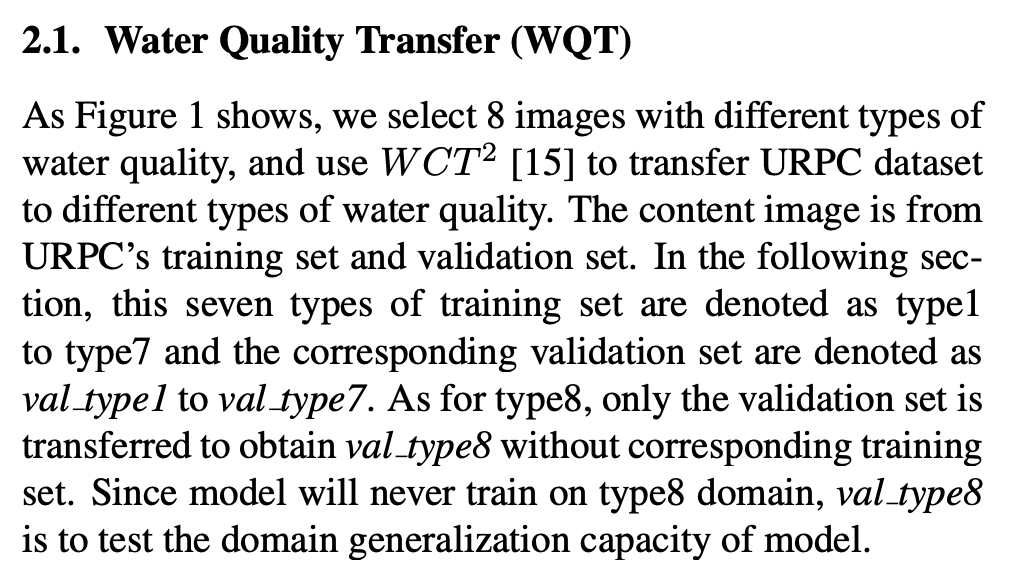 2.1. Water Quality Transfer (WQT)
As Figure 1 shows, we select 8 images with different types of
water quality, and use WCT² [15] to transfer URPC dataset
to different types of water quality. The content image is from
URPC's training set and validation set. In the following sec-
tion, this seven types of training set are denoted as type1
to type7 and the corresponding validation set are denoted as
val_type1 to val_type7. As for type8, only the validation set is
transferred to obtain val_type8 without corresponding training
set. Since model will never train on type8 domain, val_type8
is to test the domain generalization capacity of model.